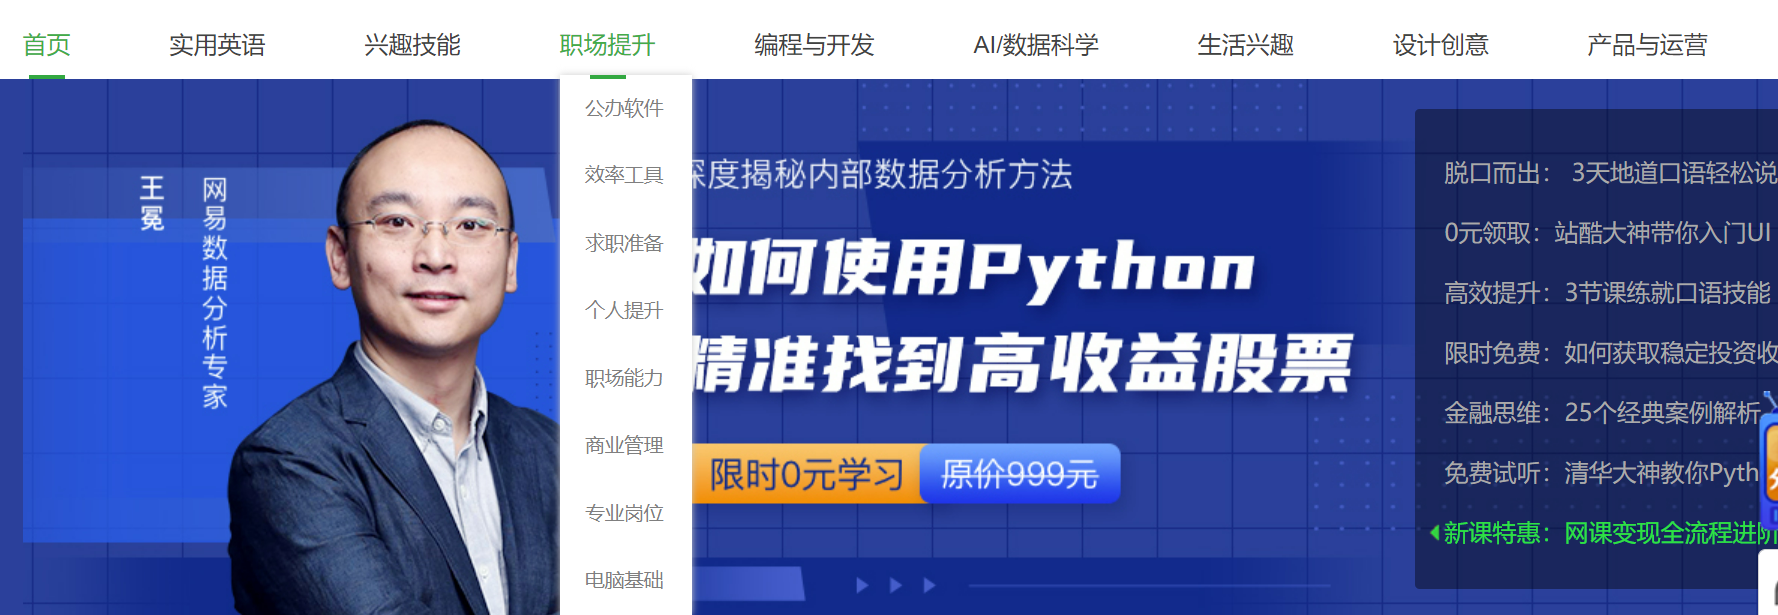 首页 实用英语 兴趣技能 职场提升 编程与开发 AI/数据科学 生活兴趣 设计创意 产品与运营
公办软件
效率工具
求职准备
个人提升
职场能力
商业管理
专业岗位
电脑基础
王冕
网易数据分析专家
深度揭秘内部数据分析方法
如何使用Python
精准找到高收益股票
限时0元学习 原价999元
脱口而出： 3天地道口语轻松说
0元领取：站酷大神带你入门UI
高效提升：3节课练就口语技能
限时免费：如何获取稳定投资收
金融思维：25个经典案例解析
免费试听：清华大神教你Pyth
新课特惠：网课变现全流程进阶